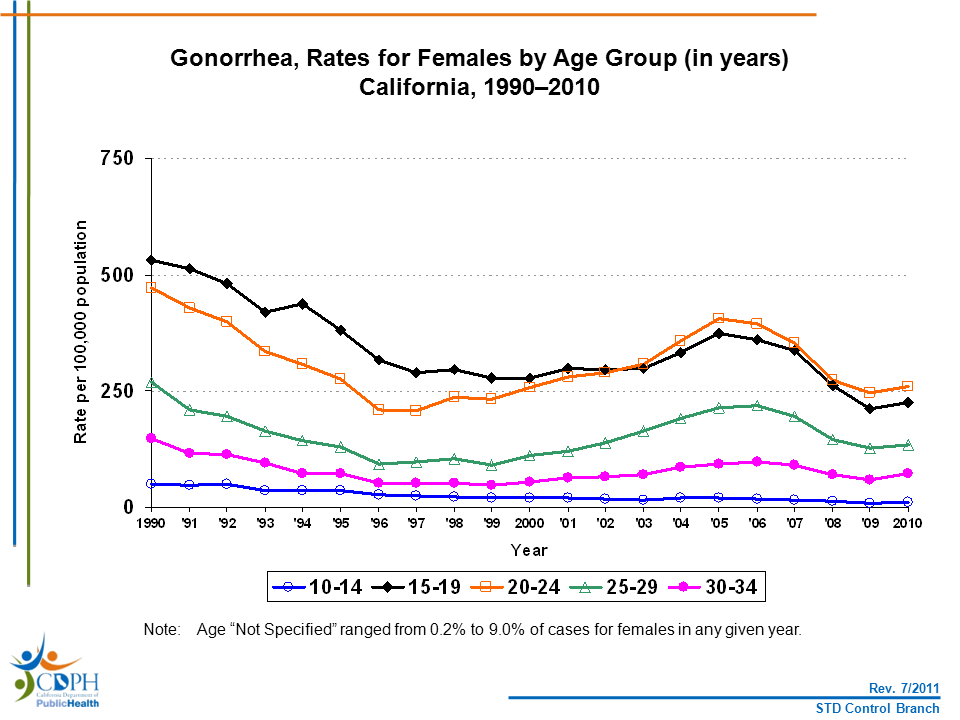 Gonorrhea, Rates for Females by Age Group (in years)
California, 1990–2010
Rate per 100,000 population
750
500
250
0
1990 '91 '92 '93 '94 '95 '96 '97 '98 '99 2000 '01 '02 '03 '04 '05 '06 '07 '08 '09 2010
Year
10-14 15-19 20-24 25-29 30-34
Note: Age “Not Specified” ranged from 0.2% to 9.0% of cases for females in any given year.
CDPH
California Department of
PublicHealth
Rev. 7/2011
STD Control Branch